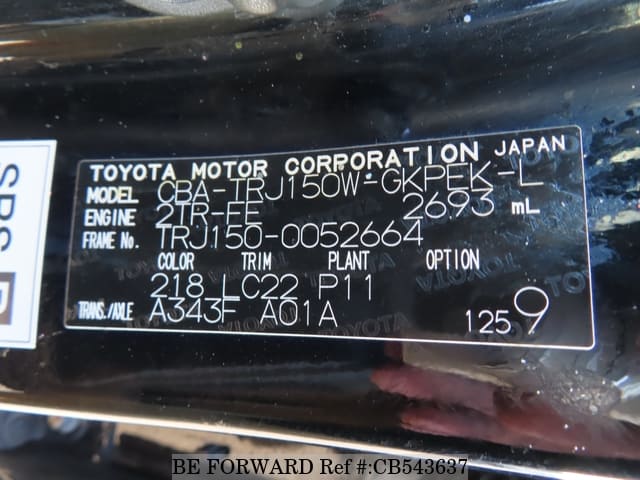 TOYOTA MOTOR CORPORATION JAPAN
MODEL CBA-TRJ150W-GKPEK-L
ENGINE 2TR-FE 2693 mL
FRAME No. TRJ150-0052664
COLOR TRIM PLANT OPTION
218 LC22 P11
TRANS./AXLE A343F A01A 1259
SRS
BE FORWARD Ref #:CB543637